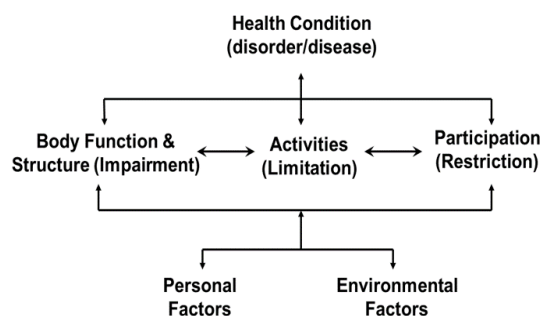 Health Condition
(disorder/disease)
Body Function &
Structure (Impairment)
Activities
(Limitation)
Participation
(Restriction)
Personal
Factors
Environmental
Factors